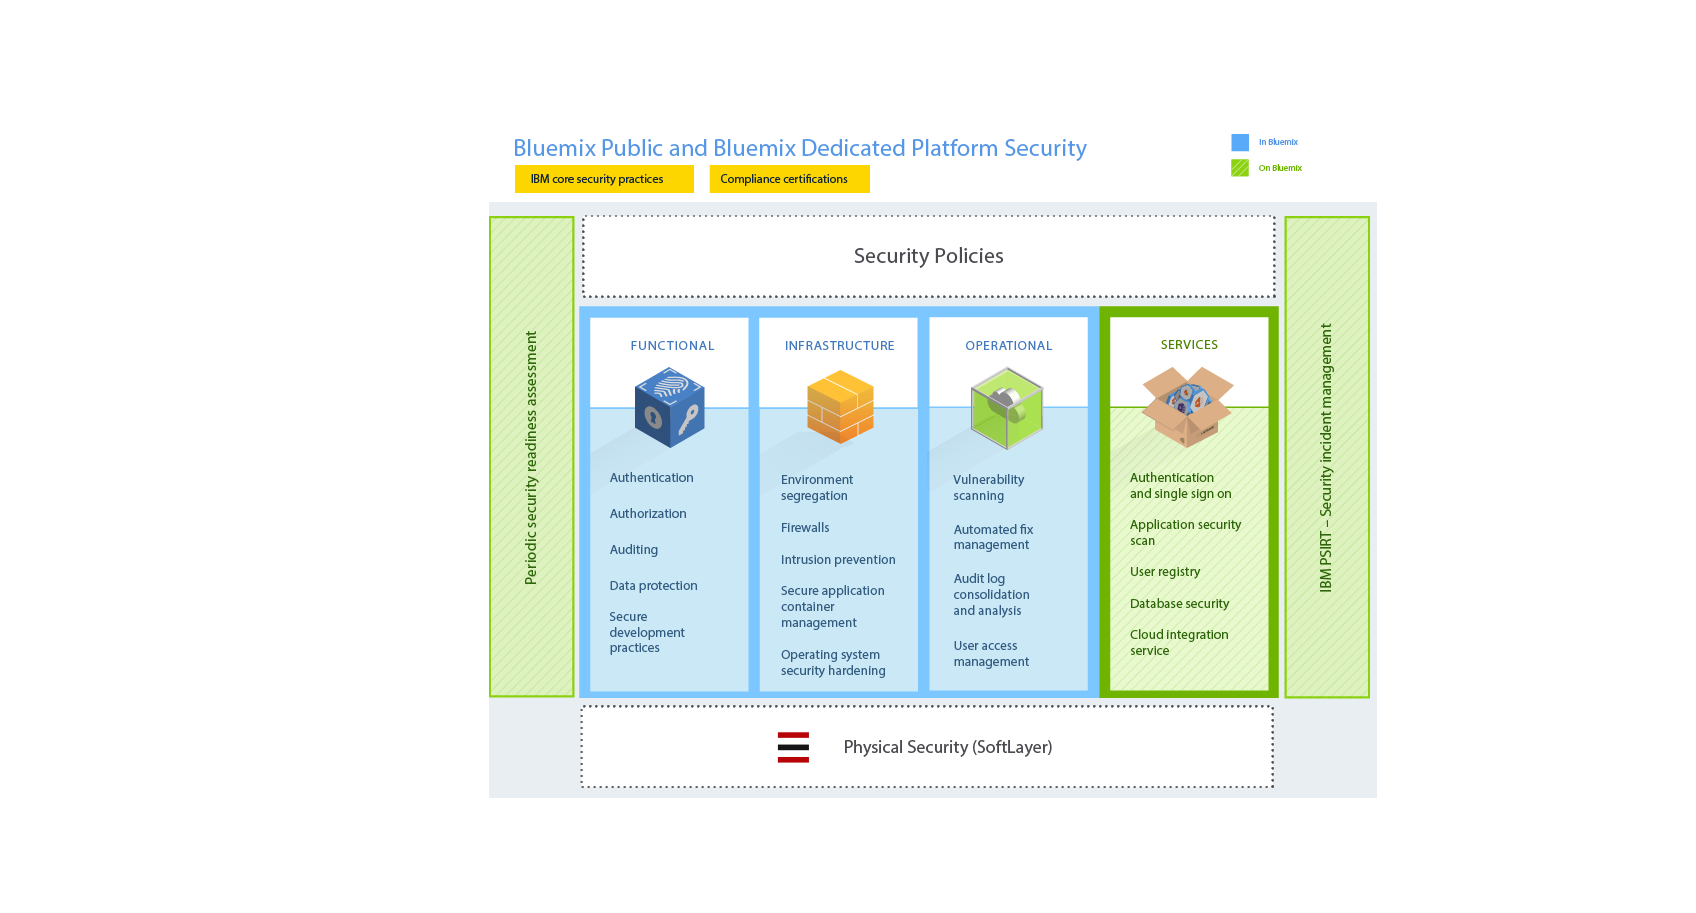 Bluemix Public and Bluemix Dedicated Platform Security
In Bluemix
On Bluemix
IBM core security practices
Compliance certifications
Periodic security readiness assessment
Security Policies
FUNCTIONAL
Authentication
Authorization
Auditing
Data protection
Secure
development
practices
INFRASTRUCTURE
Environment
segregation
Firewalls
Intrusion prevention
Secure application
container
management
Operating system
security hardening
OPERATIONAL
Vulnerability
scanning
Automated fix
management
Audit log
consolidation
and analysis
User access
management
SERVICES
Authentication
and single sign on
Application security
scan
User registry
Database security
Cloud integration
service
IBM PSIRT – Security incident management
Physical Security (SoftLayer)